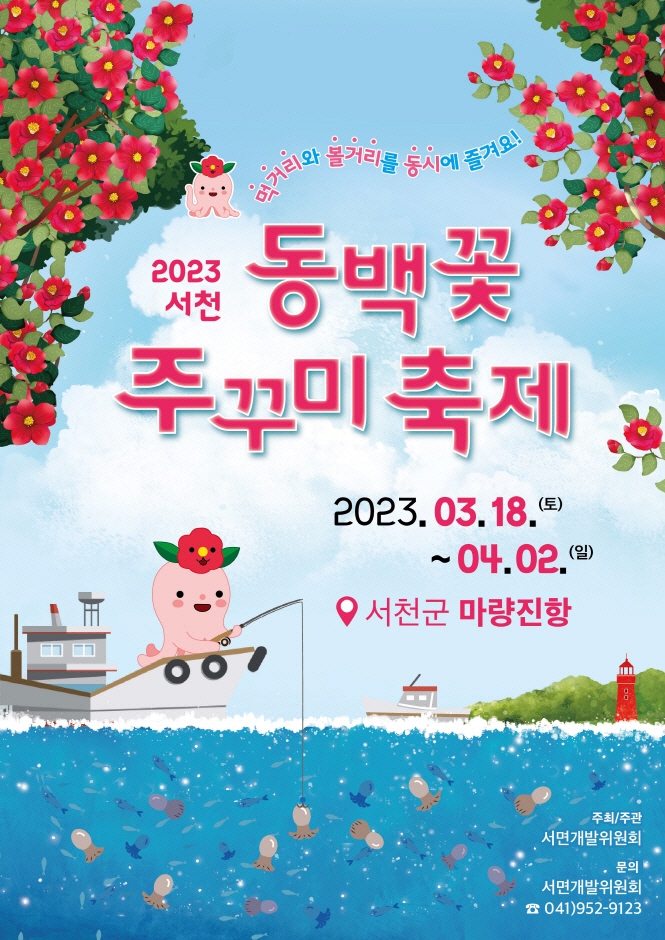 먹거리와 볼거리를 동시에 즐겨요!
2023
서천
동백꽃
주꾸미 축제
2023. 03. 18. (토)
~ 04. 02. (일)
서천군 마량진항
주최/주관
서면개발위원회
문의
서면개발위원회
☎ 041)952-9123